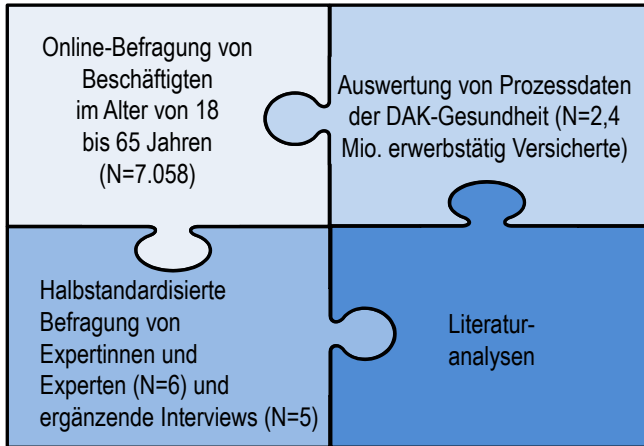 Online-Befragung von
Beschäftigten
im Alter von 18
bis 65 Jahren
(N=7.058)
Auswertung von Prozessdaten
der DAK-Gesundheit (N=2,4
Mio. erwerbstätig Versicherte)
Halbstandardisierte
Befragung von
Expertinnen und
Experten (N=6) und
ergänzende Interviews (N=5)
Literatur-
analysen